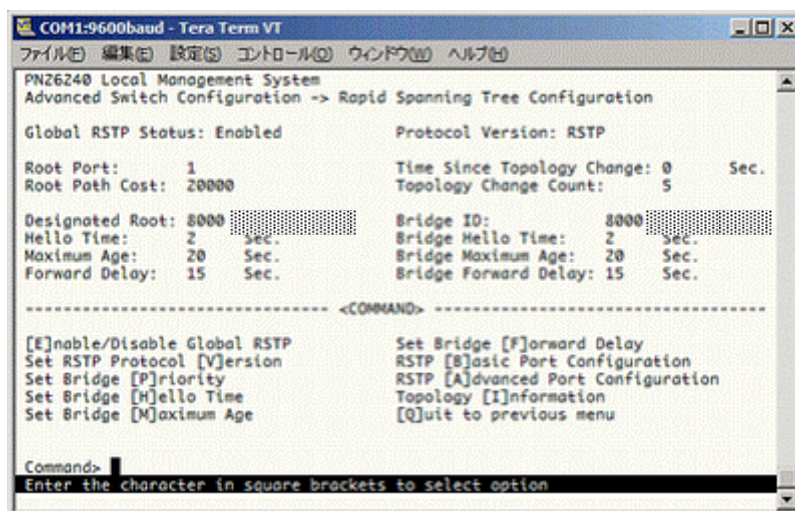 COM1:9600baud - Tera Term VT
ファイル(F) 編集(E) 設定(S) コントロール(O) ウィンドウ(W) ヘルプ(H)
PN26240 Local Management System
Advanced Switch Configuration -> Rapid Spanning Tree Configuration
Global RSTP Status: Enabled Protocol Version: RSTP
Root Port: 1 Time Since Topology Change: 0 Sec.
Root Path Cost: 20000 Topology Change Count: 5
Designated Root: 8000 Bridge ID: 8000
Hello Time: 2 Sec. Bridge Hello Time: 2 Sec.
Maximum Age: 20 Sec. Bridge Maximum Age: 20 Sec.
Forward Delay: 15 Sec. Bridge Forward Delay: 15 Sec.
-------------------------------- <COMMAND> -----------------------------------
[E]nable/Disable Global RSTP Set Bridge [F]orward Delay
Set RSTP Protocol [V]ersion RSTP [B]asic Port Configuration
Set Bridge [P]riority RSTP [A]dvanced Port Configuration
Set Bridge [H]ello Time Topology [I]nformation
Set Bridge [M]aximum Age [Q]uit to previous menu
Command>
Enter the character in square brackets to select option